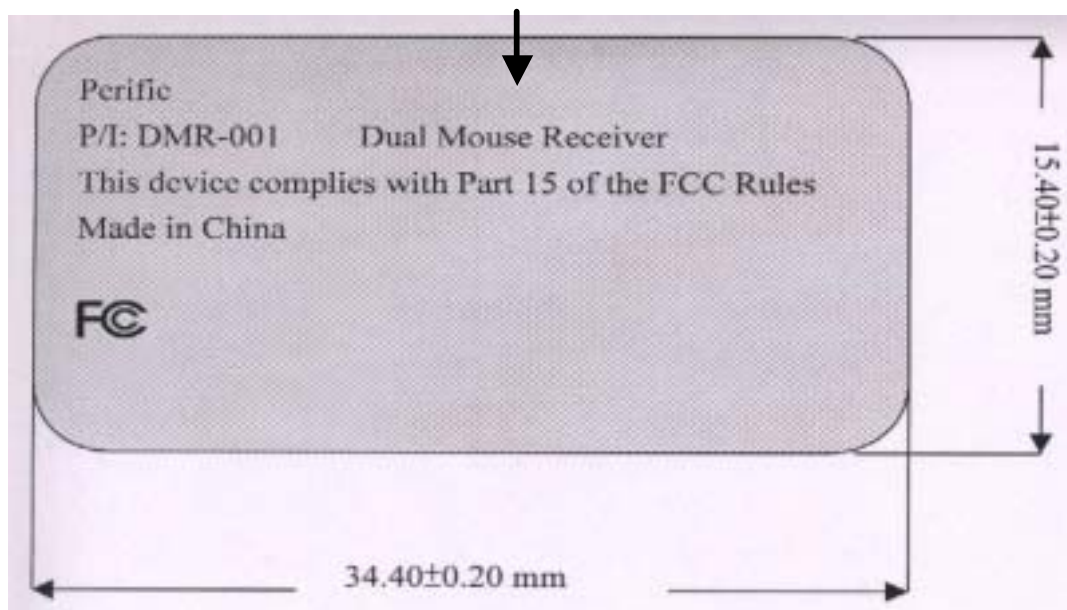 Perific
P/I: DMR-001 Dual Mouse Receiver
This device complies with Part 15 of the FCC Rules
Made in China
FC
15.40±0.20 mm
34.40±0.20 mm